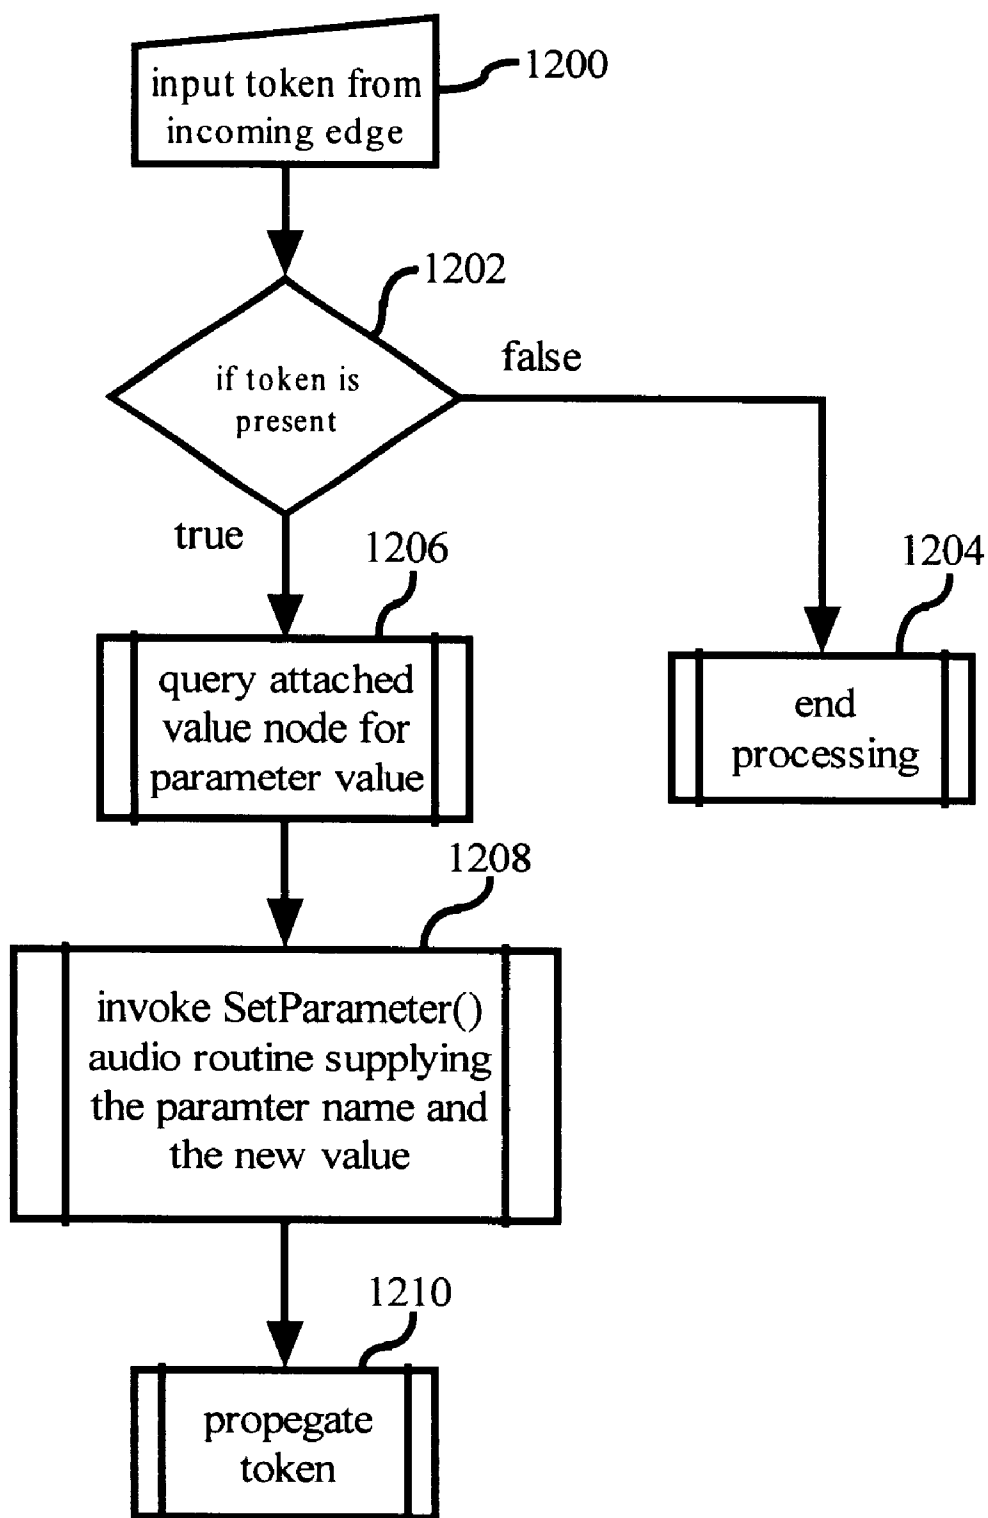 input token from
incoming edge
1200
1202
if token is
present
false
true
1206
1204
query attached
value node for
parameter value
end
processing
1208
invoke SetParameter()
audio routine supplying
the paramter name and
the new value
1210
propegate
token